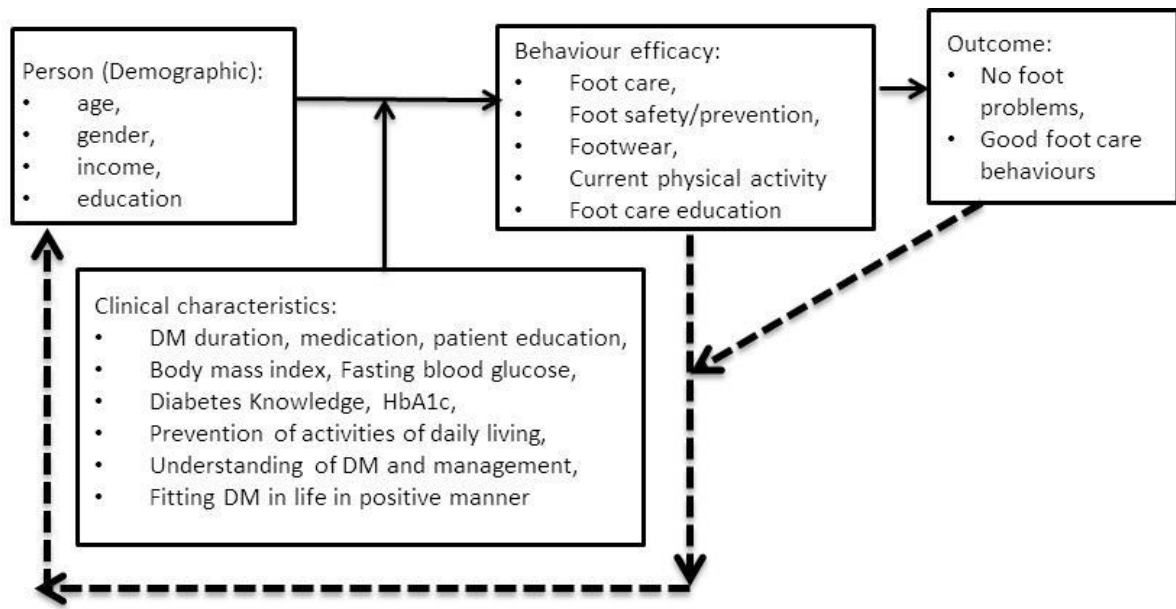 Person (Demographic):
• age,
• gender,
• income,
• education
Behaviour efficacy:
• Foot care,
• Foot safety/prevention,
• Footwear,
• Current physical activity
• Foot care education
Outcome:
• No foot
problems,
• Good foot care
behaviours
Clinical characteristics:
• DM duration, medication, patient education,
• Body mass index, Fasting blood glucose,
• Diabetes Knowledge, HbA1c,
• Prevention of activities of daily living,
• Understanding of DM and management,
• Fitting DM in life in positive manner